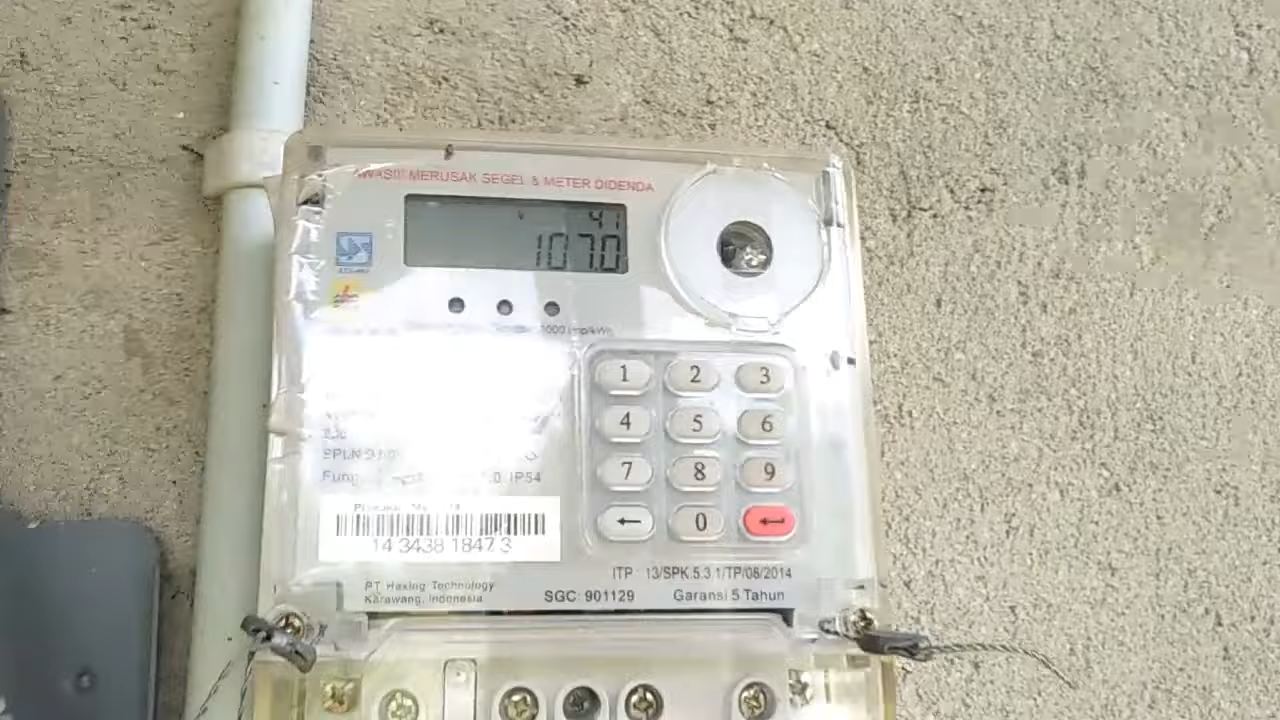 AWAS!!! MERUSAK SEGEL & METER DIDENDA
41
107.0
1000 imp/kWh
1 2 3
4 5 6
7 8 9
← 0 ↵
IP54
14 3438 1847 3
ITP : 13/SPK.5.3.1/TP/08/2014
PT Hexing Technology
Karawang, Indonesia
SGC: 901129 Garansi 5 Tahun